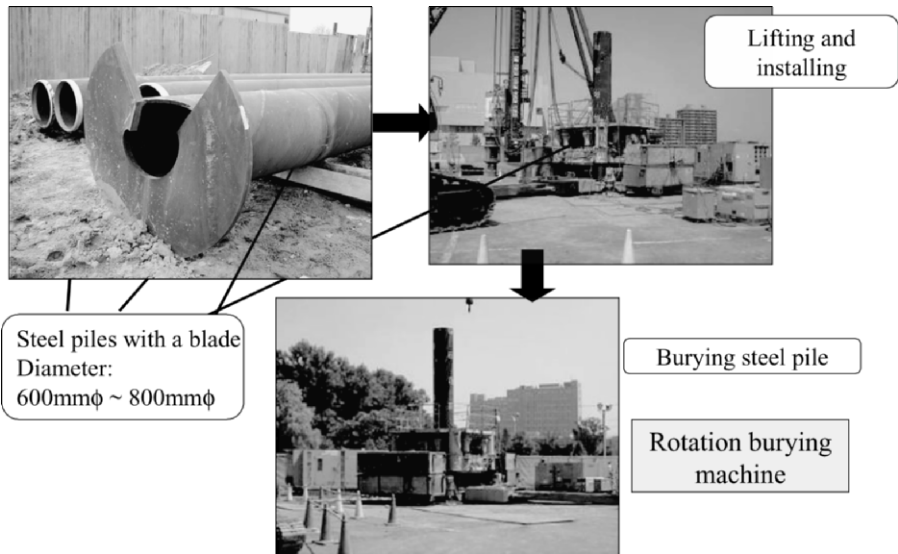 Lifting and
installing
Steel piles with a blade
Diameter:
600mmϕ ~ 800mmϕ
Burying steel pile
Rotation burying
machine